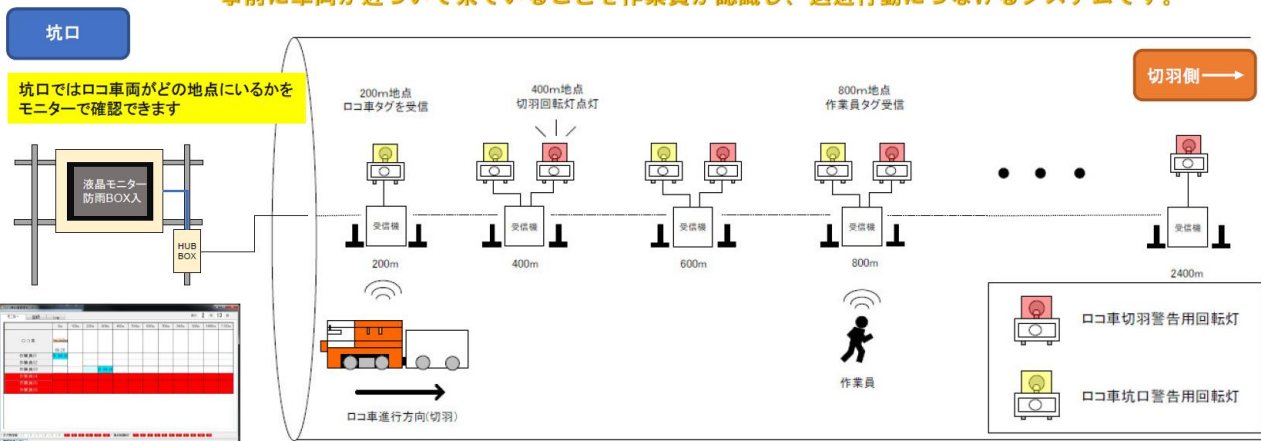 事前に車両が近づいて来ていることを作業員が認識し、退避行動につなげるシステムです。
坑口
切羽側
坑口ではロコ車両がどの地点にいるかを
モニターで確認できます
200m地点
ロコ車タグを受信
400m地点
切羽回転灯点灯
800m地点
作業員タグ受信
液晶モニター
防雨BOX入
HUB
BOX
受信機
受信機
受信機
受信機
受信機
200m
400m
600m
800m
2400m
ロコ車進行方向(切羽)
作業員
ロコ車切羽警告用回転灯
ロコ車坑口警告用回転灯
ロコ車